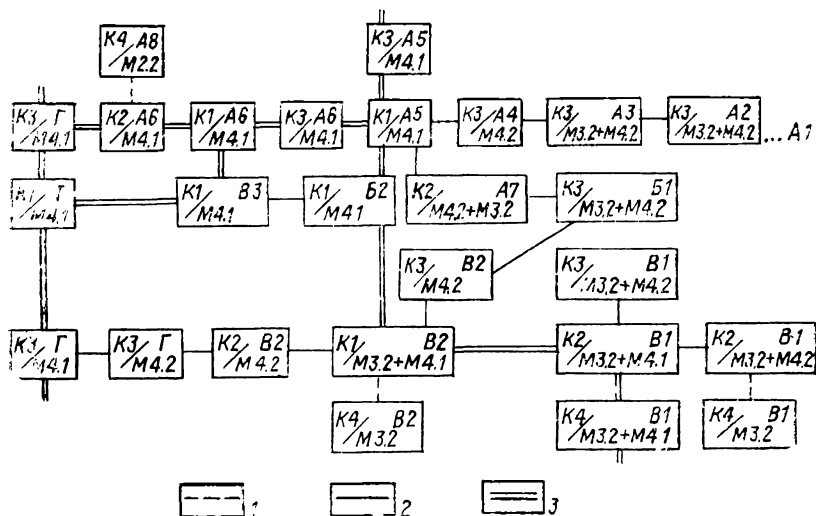 К4/А8
М2.2
К3/А5
М4.1
К3/Г
М4.1
К2/А6
М4.1
К1/А6
М4.1
К3/А6
М4.1
К1/А5
М4.1
К3/А4
М4.2
К3/А3
М3.2+М4.2
К3/А2
М3.2+М4.2
...А1
К1/В3
М4.1
К1/Б2
М4.1
К2/А7
М4.2+М3.2
К3/Б1
М3.2+М4.2
К3/В2
М4.2
К3/В1
М3.2+М4.2
К3/Г
М4.1
К3/Г
М4.2
К2/В2
М4.2
К1/В2
М3.2+М4.1
К2/В1
М3.2+М4.1
К2/В1
М3.2+М4.2
К4/В2
М3.2
К4/В1
М3.2+М4.1
К4/В1
М3.2
1
2
3